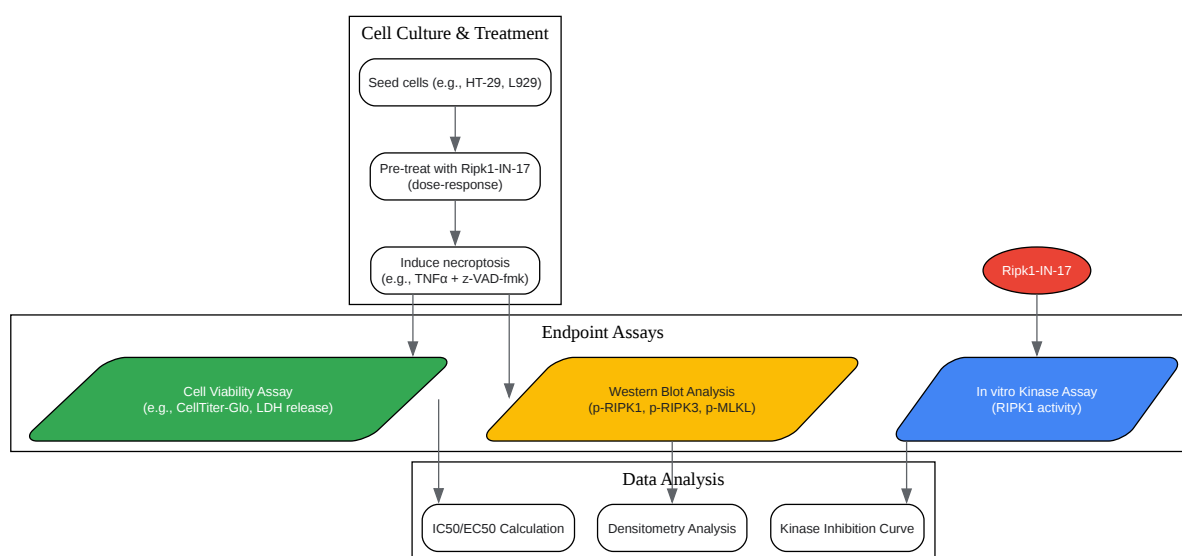 Cell Culture & Treatment
Seed cells (e.g., HT-29, L929)
Pre-treat with Ripk1-IN-17
(dose-response)
Induce necroptosis
(e.g., TNFα + z-VAD-fmk)
Ripk1-IN-17
Endpoint Assays
Cell Viability Assay
(e.g., CellTiter-Glo, LDH release)
Western Blot Analysis
(p-RIPK1, p-RIPK3, p-MLKL)
In vitro Kinase Assay
(RIPK1 activity)
Data Analysis
IC50/EC50 Calculation
Densitometry Analysis
Kinase Inhibition Curve